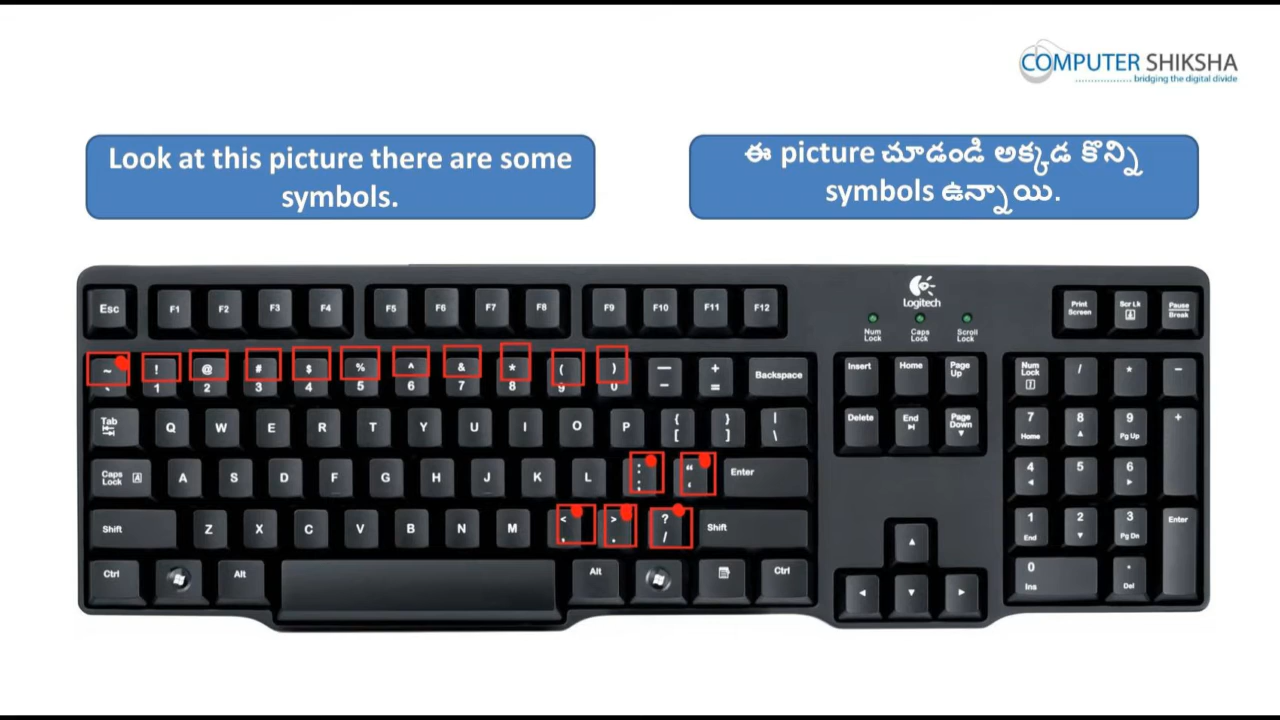 COMPUTER SHIKSHA
bridging the digital divide
Look at this picture there are some
symbols.
ఈ picture చూడండి అక్కడ కొన్ని
symbols ఉన్నాయి.
Logitech
Esc F1 F2 F3 F4 F5 F6 F7 F8 F9 F10 F11 F12
Print Screen Scr Lk Pause Break
Num Lock Caps Lock Scroll Lock
~ ! @ # $ % ^ & * ( ) — + Backspace
` 1 2 3 4 5 6 7 8 9 0 – =
Insert Home Page Up
Num Lock / * −
Tab Q W E R T Y U I O P { [ } ] | \
Delete End Page Down
7 Home 8 9 Pg Up +
Caps Lock A S D F G H J K L : ; “ ‘ Enter
4 5 6
Shift Z X C V B N M < , > . ? / Shift
1 End 2 3 Pg Dn Enter
Ctrl Alt Alt Ctrl
0 Ins . Del